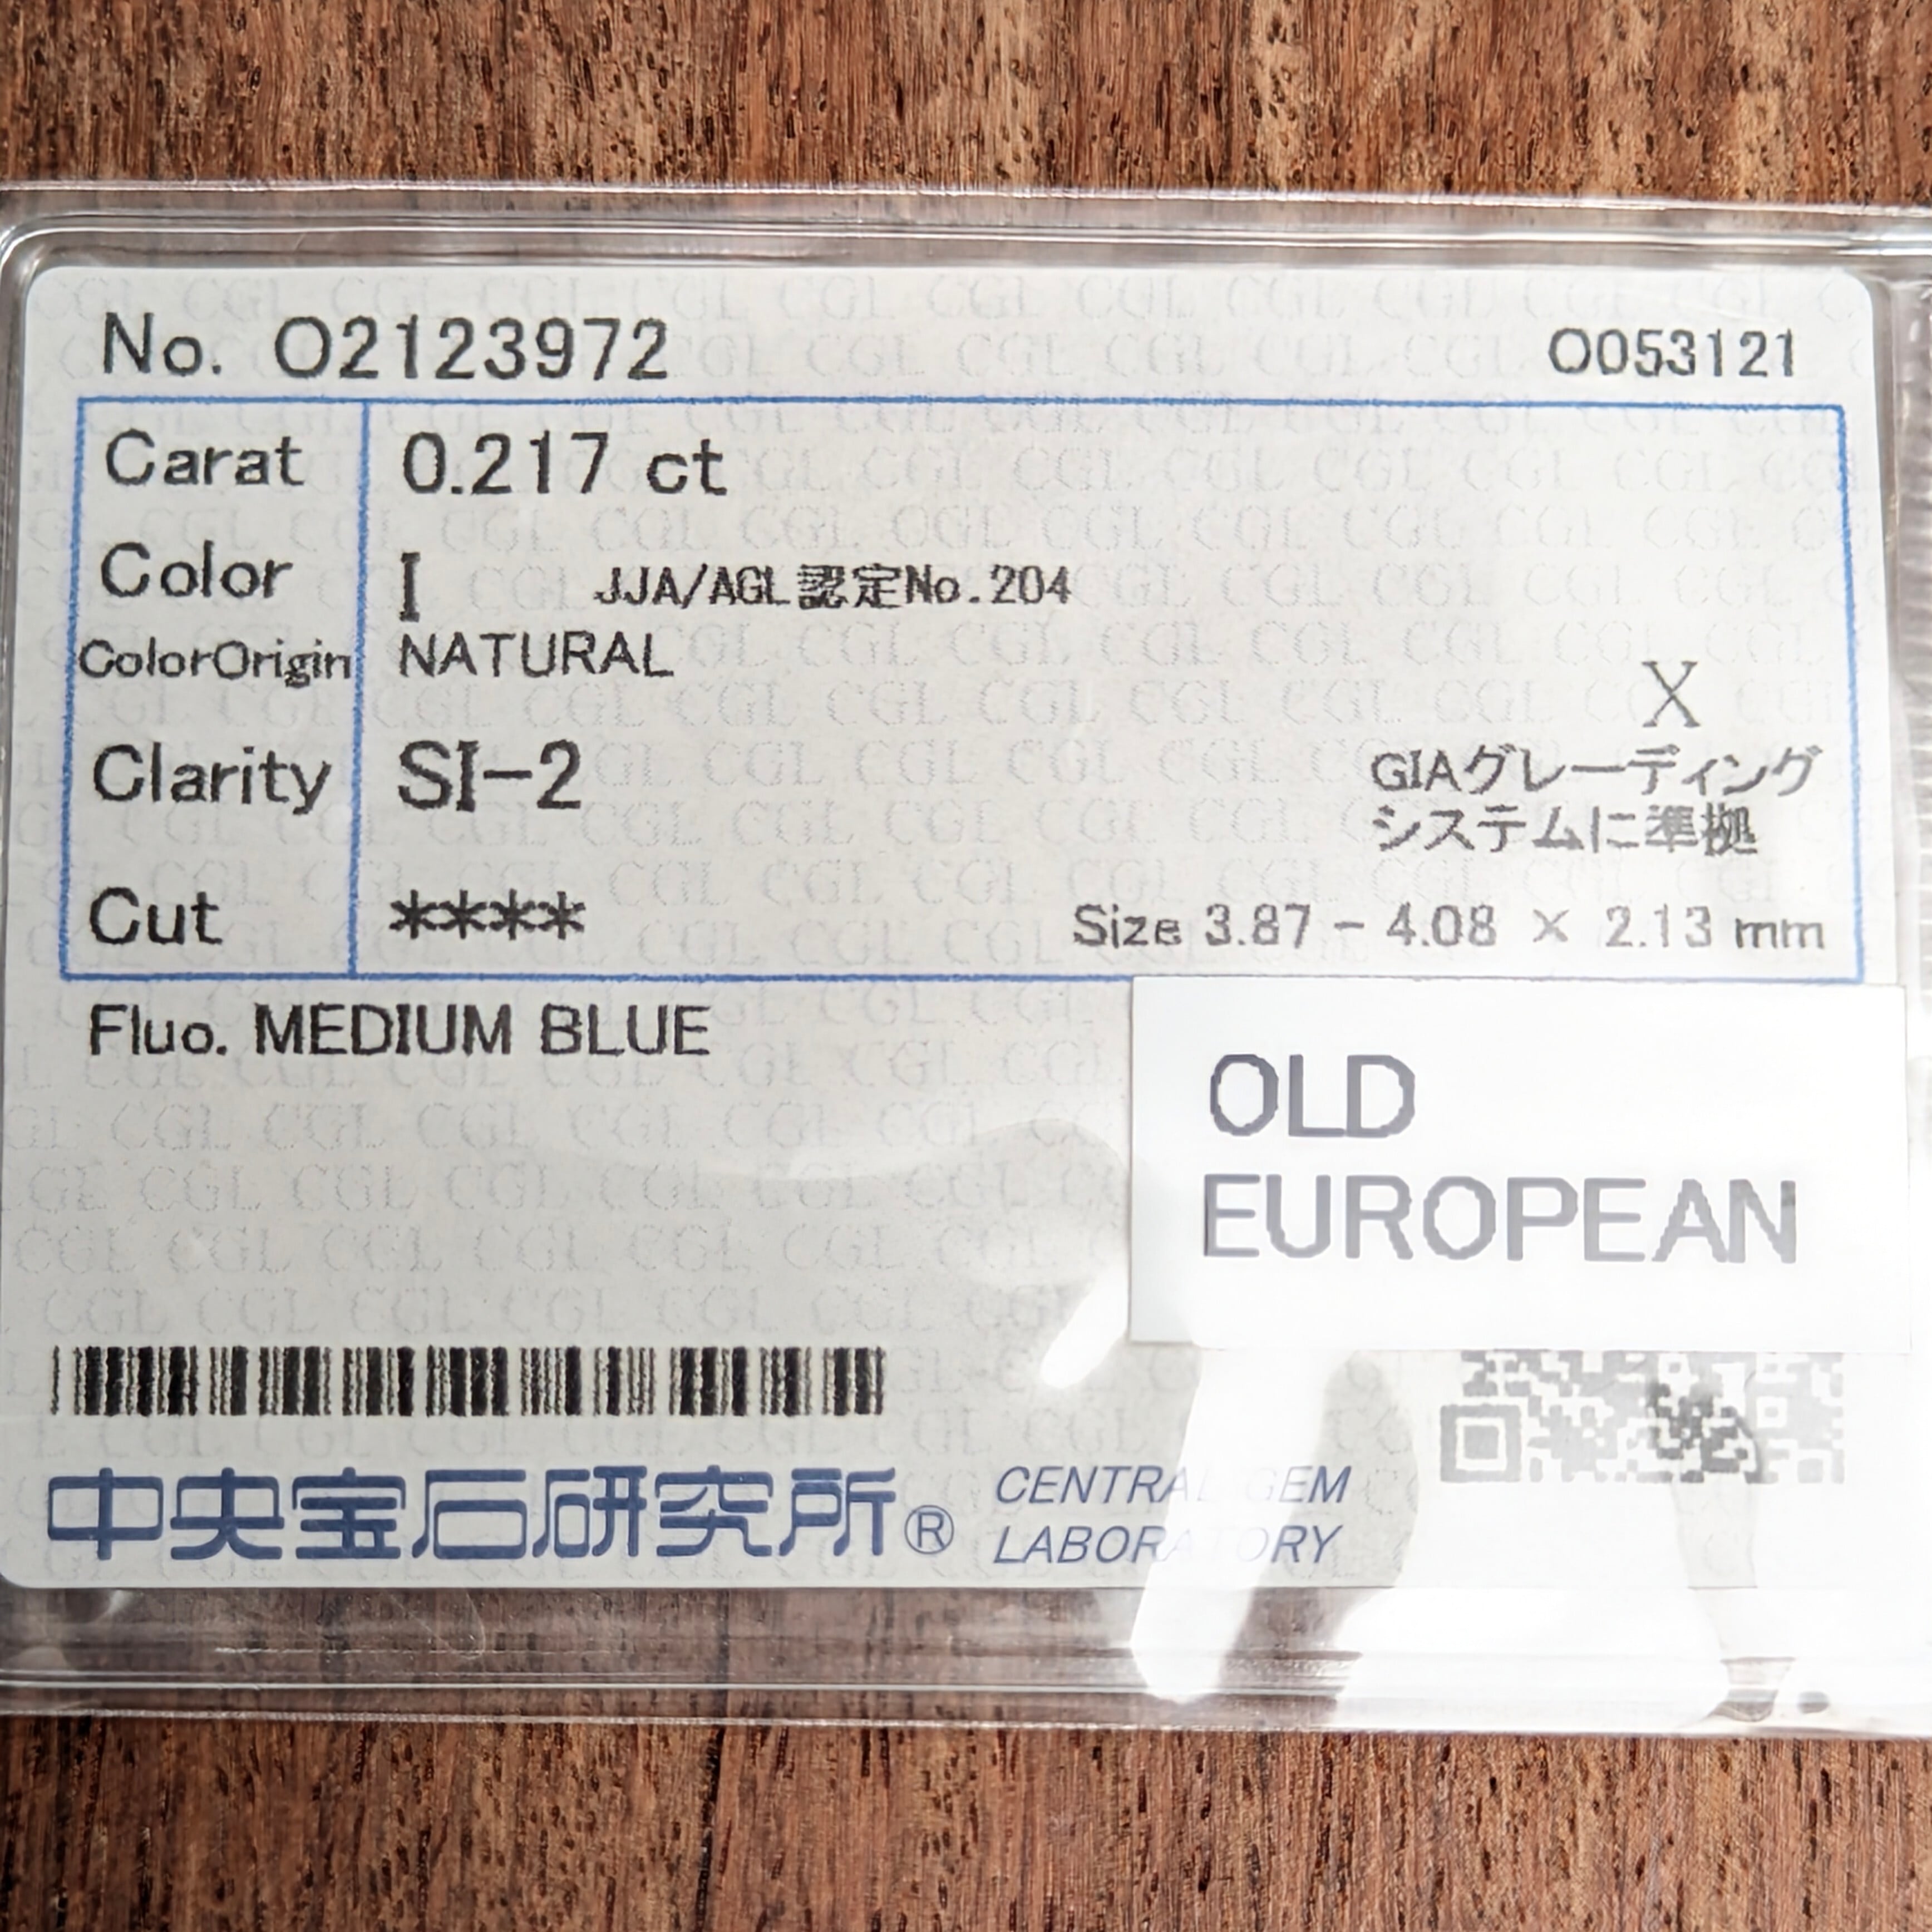 No. O2123972
O053121
Carat 0.217 ct
Color I JJA/AGL認定No.204
ColorOrigin NATURAL
X
Clarity SI-2
GIAグレーディング
システムに準拠
Cut ****
Size 3.87 - 4.08 × 2.13 mm
Fluo. MEDIUM BLUE
OLD
EUROPEAN
中央宝石研究所®
CENTRAL GEM
LABORATORY